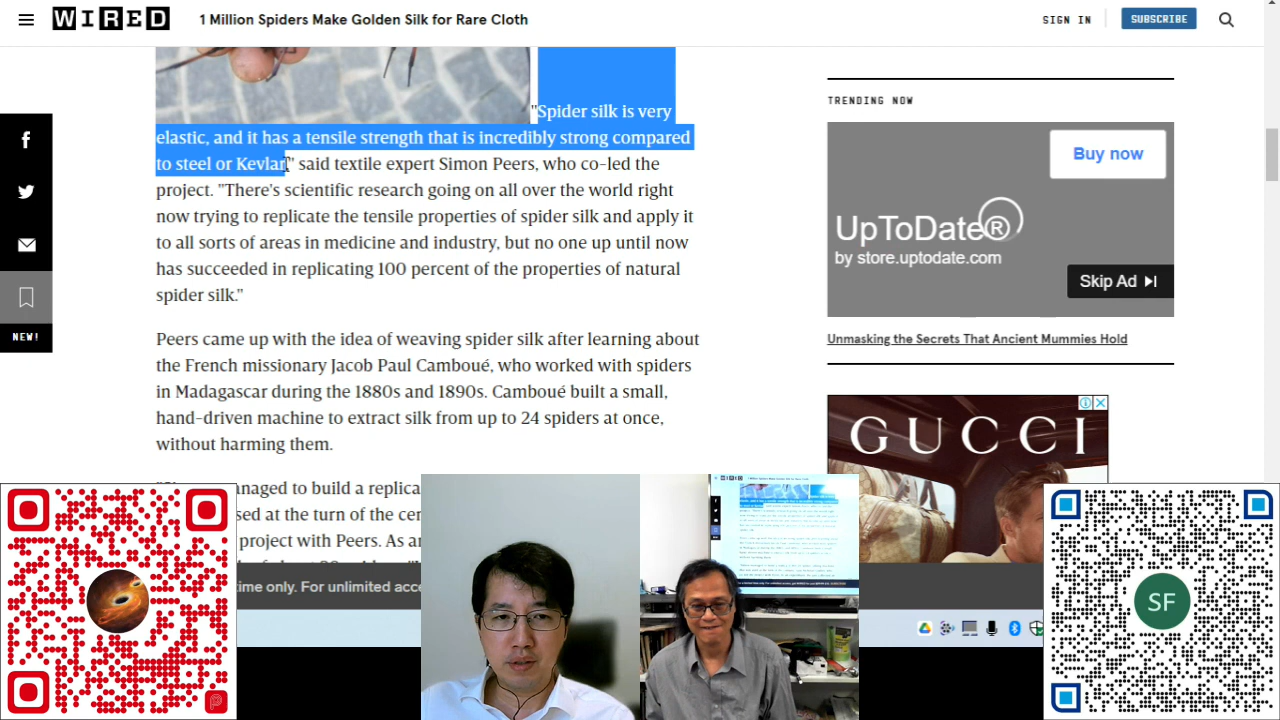 WIRED
1 Million Spiders Make Golden Silk for Rare Cloth
SIGN IN
SUBSCRIBE
"Spider silk is very
elastic, and it has a tensile strength that is incredibly strong compared
to steel or Kevlar" said textile expert Simon Peers, who co-led the
project. "There's scientific research going on all over the world right
now trying to replicate the tensile properties of spider silk and apply it
to all sorts of areas in medicine and industry, but no one up until now
has succeeded in replicating 100 percent of the properties of natural
spider silk."
Peers came up with the idea of weaving spider silk after learning about
the French missionary Jacob Paul Camboué, who worked with spiders
in Madagascar during the 1880s and 1890s. Camboué built a small,
hand-driven machine to extract silk from up to 24 spiders at once,
without harming them.
naged to build a replica
sed at the turn of the cen
project with Peers. As an
ime only. Free unlimited acc
NEW!
TRENDING NOW
Buy now
UpToDate®
by store.uptodate.com
Skip Ad
Unmasking the Secrets That Ancient Mummies Hold
GUCCI
SF